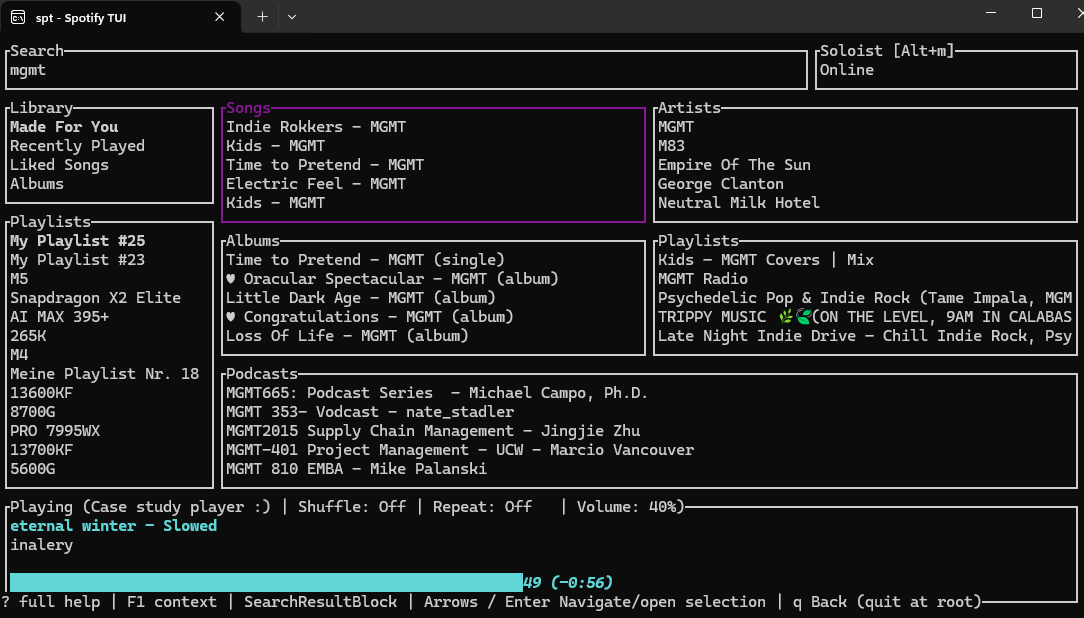 spt - Spotify TUI
Search
mgmt
Soloist [Alt+m]
Online
Library
Made For You
Recently Played
Liked Songs
Albums
Playlists
My Playlist #25
My Playlist #23
M5
Snapdragon X2 Elite
AI MAX 395+
265K
M4
Meine Playlist Nr. 18
13600KF
8700G
PRO 7995WX
13700KF
5600G
Songs
Indie Rokkers - MGMT
Kids - MGMT
Time to Pretend - MGMT
Electric Feel - MGMT
Kids - MGMT
Artists
MGMT
M83
Empire Of The Sun
George Clanton
Neutral Milk Hotel
Albums
Time to Pretend - MGMT (single)
♥ Oracular Spectacular - MGMT (album)
Little Dark Age - MGMT (album)
♥ Congratulations - MGMT (album)
Loss Of Life - MGMT (album)
Playlists
Kids - MGMT Covers | Mix
MGMT Radio
Psychedelic Pop & Indie Rock (Tame Impala, MGM
TRIPPY MUSIC 🌿🍃(ON THE LEVEL, 9AM IN CALABAS
Late Night Indie Drive - Chill Indie Rock, Psy
Podcasts
MGMT665: Podcast Series  - Michael Campo, Ph.D.
MGMT 353- Vodcast - nate_stadler
MGMT2015 Supply Chain Management - Jingjie Zhu
MGMT-401 Project Management - UCW - Marcio Vancouver
MGMT 810 EMBA - Mike Palanski
Playing (Case study player :) | Shuffle: Off | Repeat: Off   | Volume: 40%)
eternal winter - Slowed
inalery
49 (-0:56)
? full help | F1 context | SearchResultBlock | Arrows / Enter Navigate/open selection | q Back (quit at root)